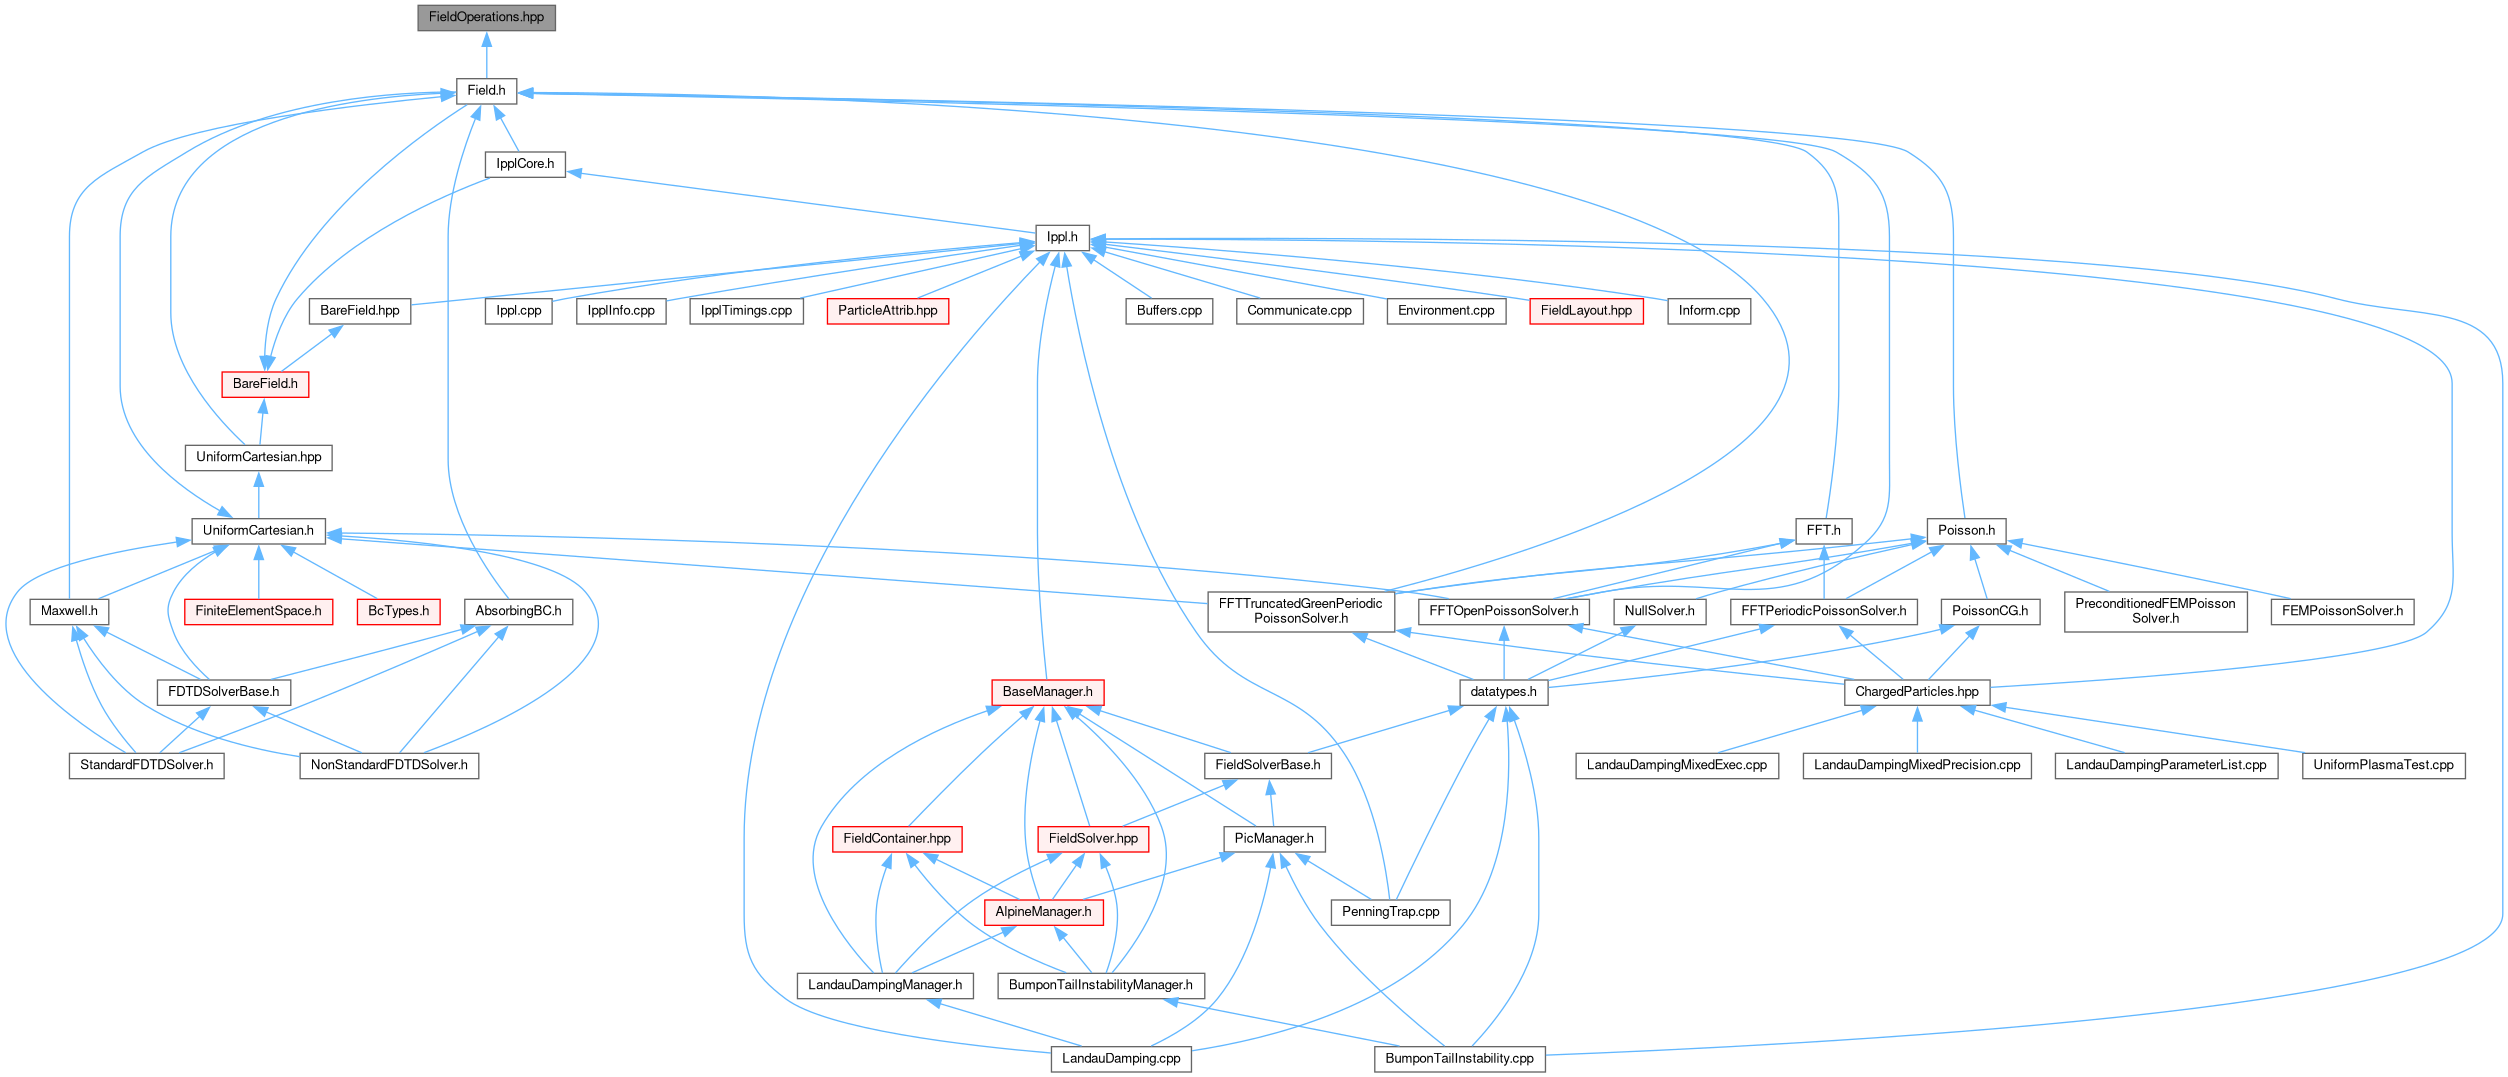 FieldOperations.hpp
Field.h
IpplCore.h
Ippl.h
BareField.hpp
Ippl.cpp
IpplInfo.cpp
IpplTimings.cpp
ParticleAttrib.hpp
Buffers.cpp
Communicate.cpp
Environment.cpp
FieldLayout.hpp
Inform.cpp
BareField.h
UniformCartesian.hpp
UniformCartesian.h
FFT.h
Poisson.h
Maxwell.h
FiniteElementSpace.h
BcTypes.h
AbsorbingBC.h
FFTTruncatedGreenPeriodic
PoissonSolver.h
FFTOpenPoissonSolver.h
NullSolver.h
FFTPeriodicPoissonSolver.h
PoissonCG.h
PreconditionedFEMPoisson
Solver.h
FEMPoissonSolver.h
FDTDSolverBase.h
BaseManager.h
datatypes.h
ChargedParticles.hpp
StandardFDTDSolver.h
NonStandardFDTDSolver.h
FieldSolverBase.h
LandauDampingMixedExec.cpp
LandauDampingMixedPrecision.cpp
LandauDampingParameterList.cpp
UniformPlasmaTest.cpp
FieldContainer.hpp
FieldSolver.hpp
PicManager.h
AlpineManager.h
PenningTrap.cpp
LandauDampingManager.h
BumponTailInstabilityManager.h
LandauDamping.cpp
BumponTailInstability.cpp